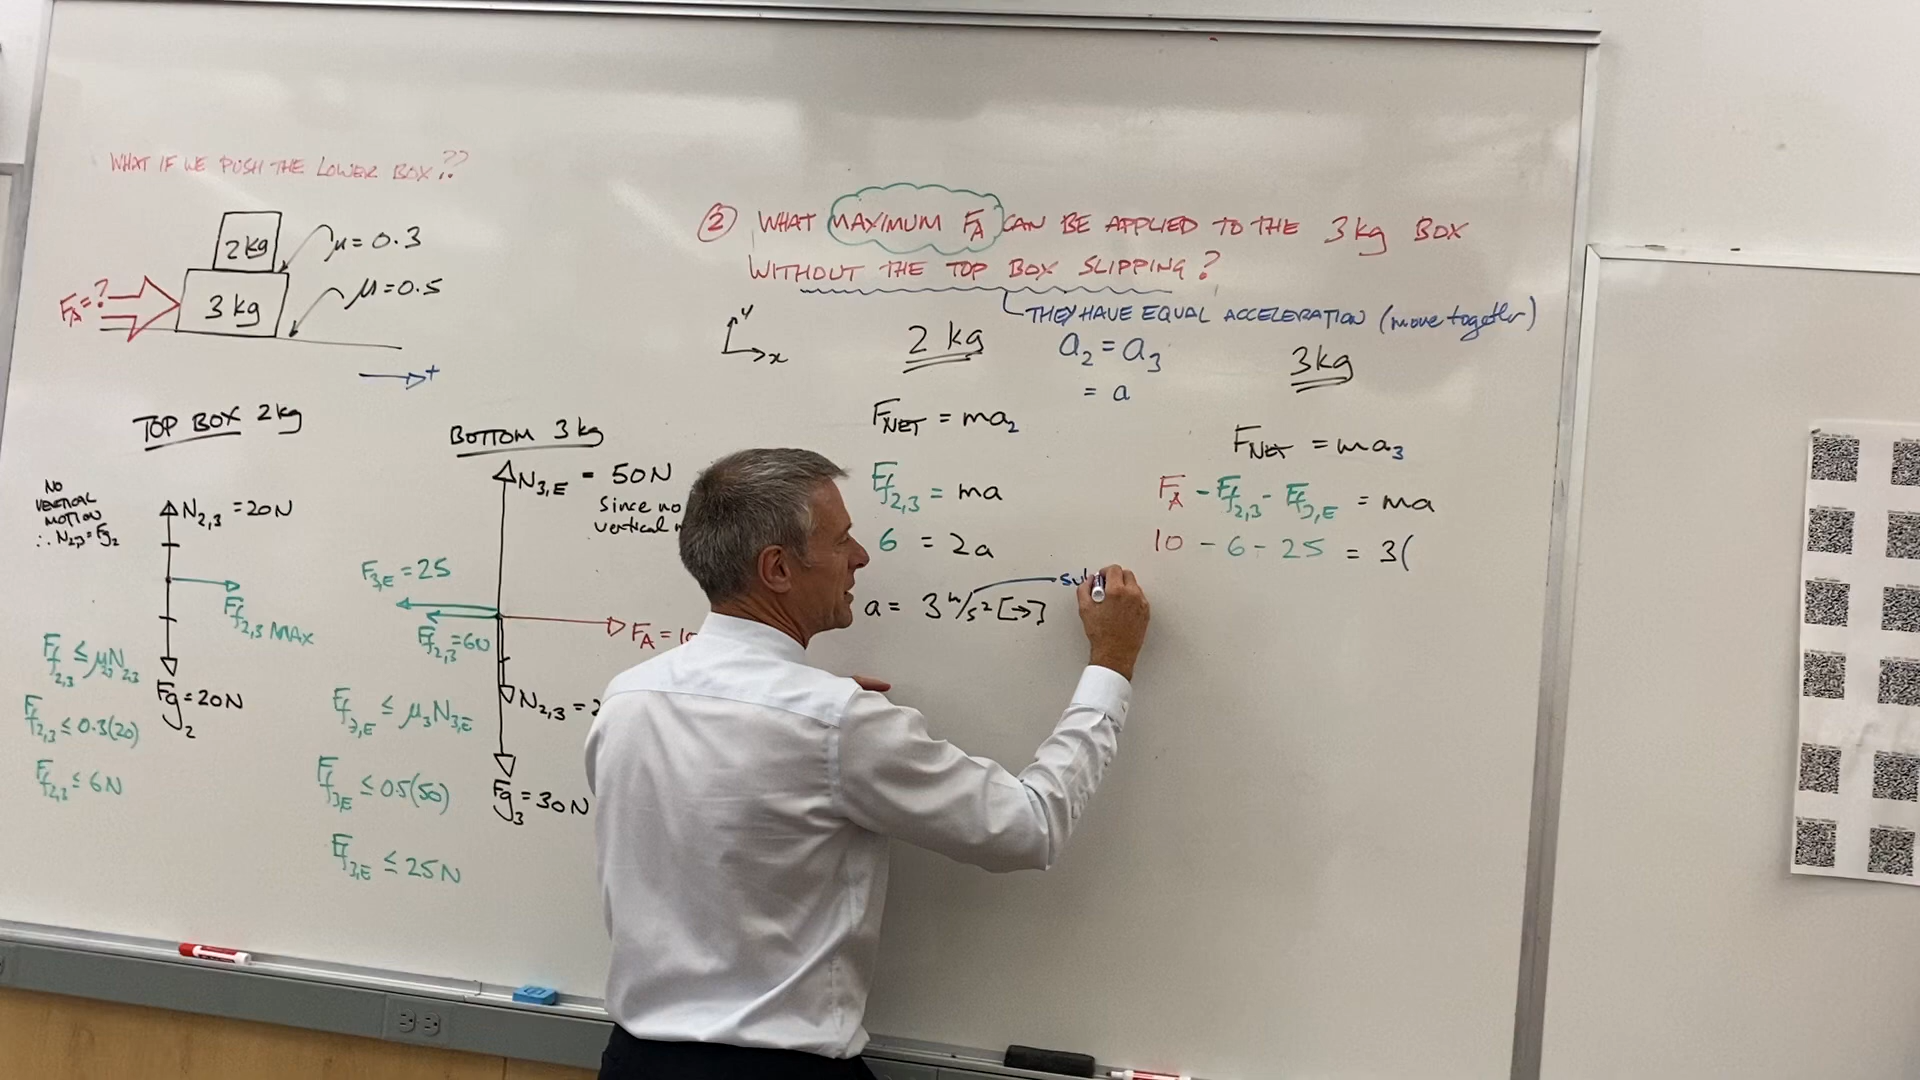 WHAT IF WE PUSH THE LOWER BOX??
2kg
μ= 0.3
3 kg
μ=0.5
FA=?
+
TOP BOX 2kg
NO
VERTICAL
MOTION
∴ N2,3=Fg2
N2,3 = 20N
Ff2,3 MAX
Fg2=20N
Ff2,3 ≤ μN2,3
Ff2,3 ≤ 0.3(20)
Ff2,3 ≤ 6N
BOTTOM 3kg
N3,E = 50N
Since no
vertical
F3,E = 25
Ff2,3=60
FA = 10
N2,3 = 2
Fg3=30N
Ff3,E ≤ μ3N3,E
Ff3,E ≤ 0.5(50)
Ff3,E ≤ 25N
② WHAT MAXIMUM FA CAN BE APPLIED TO THE 3kg BOX
WITHOUT THE TOP BOX SLIPPING?
THEY HAVE EQUAL ACCELERATION (move together)
y
x
a2 = a3
= a
2 kg
FNET = ma2
Ff2,3 = ma
6 = 2a
a = 3 m/s2 [→]
3kg
FNET = ma3
FA - Ff2,3 - Ff3,E = ma
10 - 6 - 25 = 3(